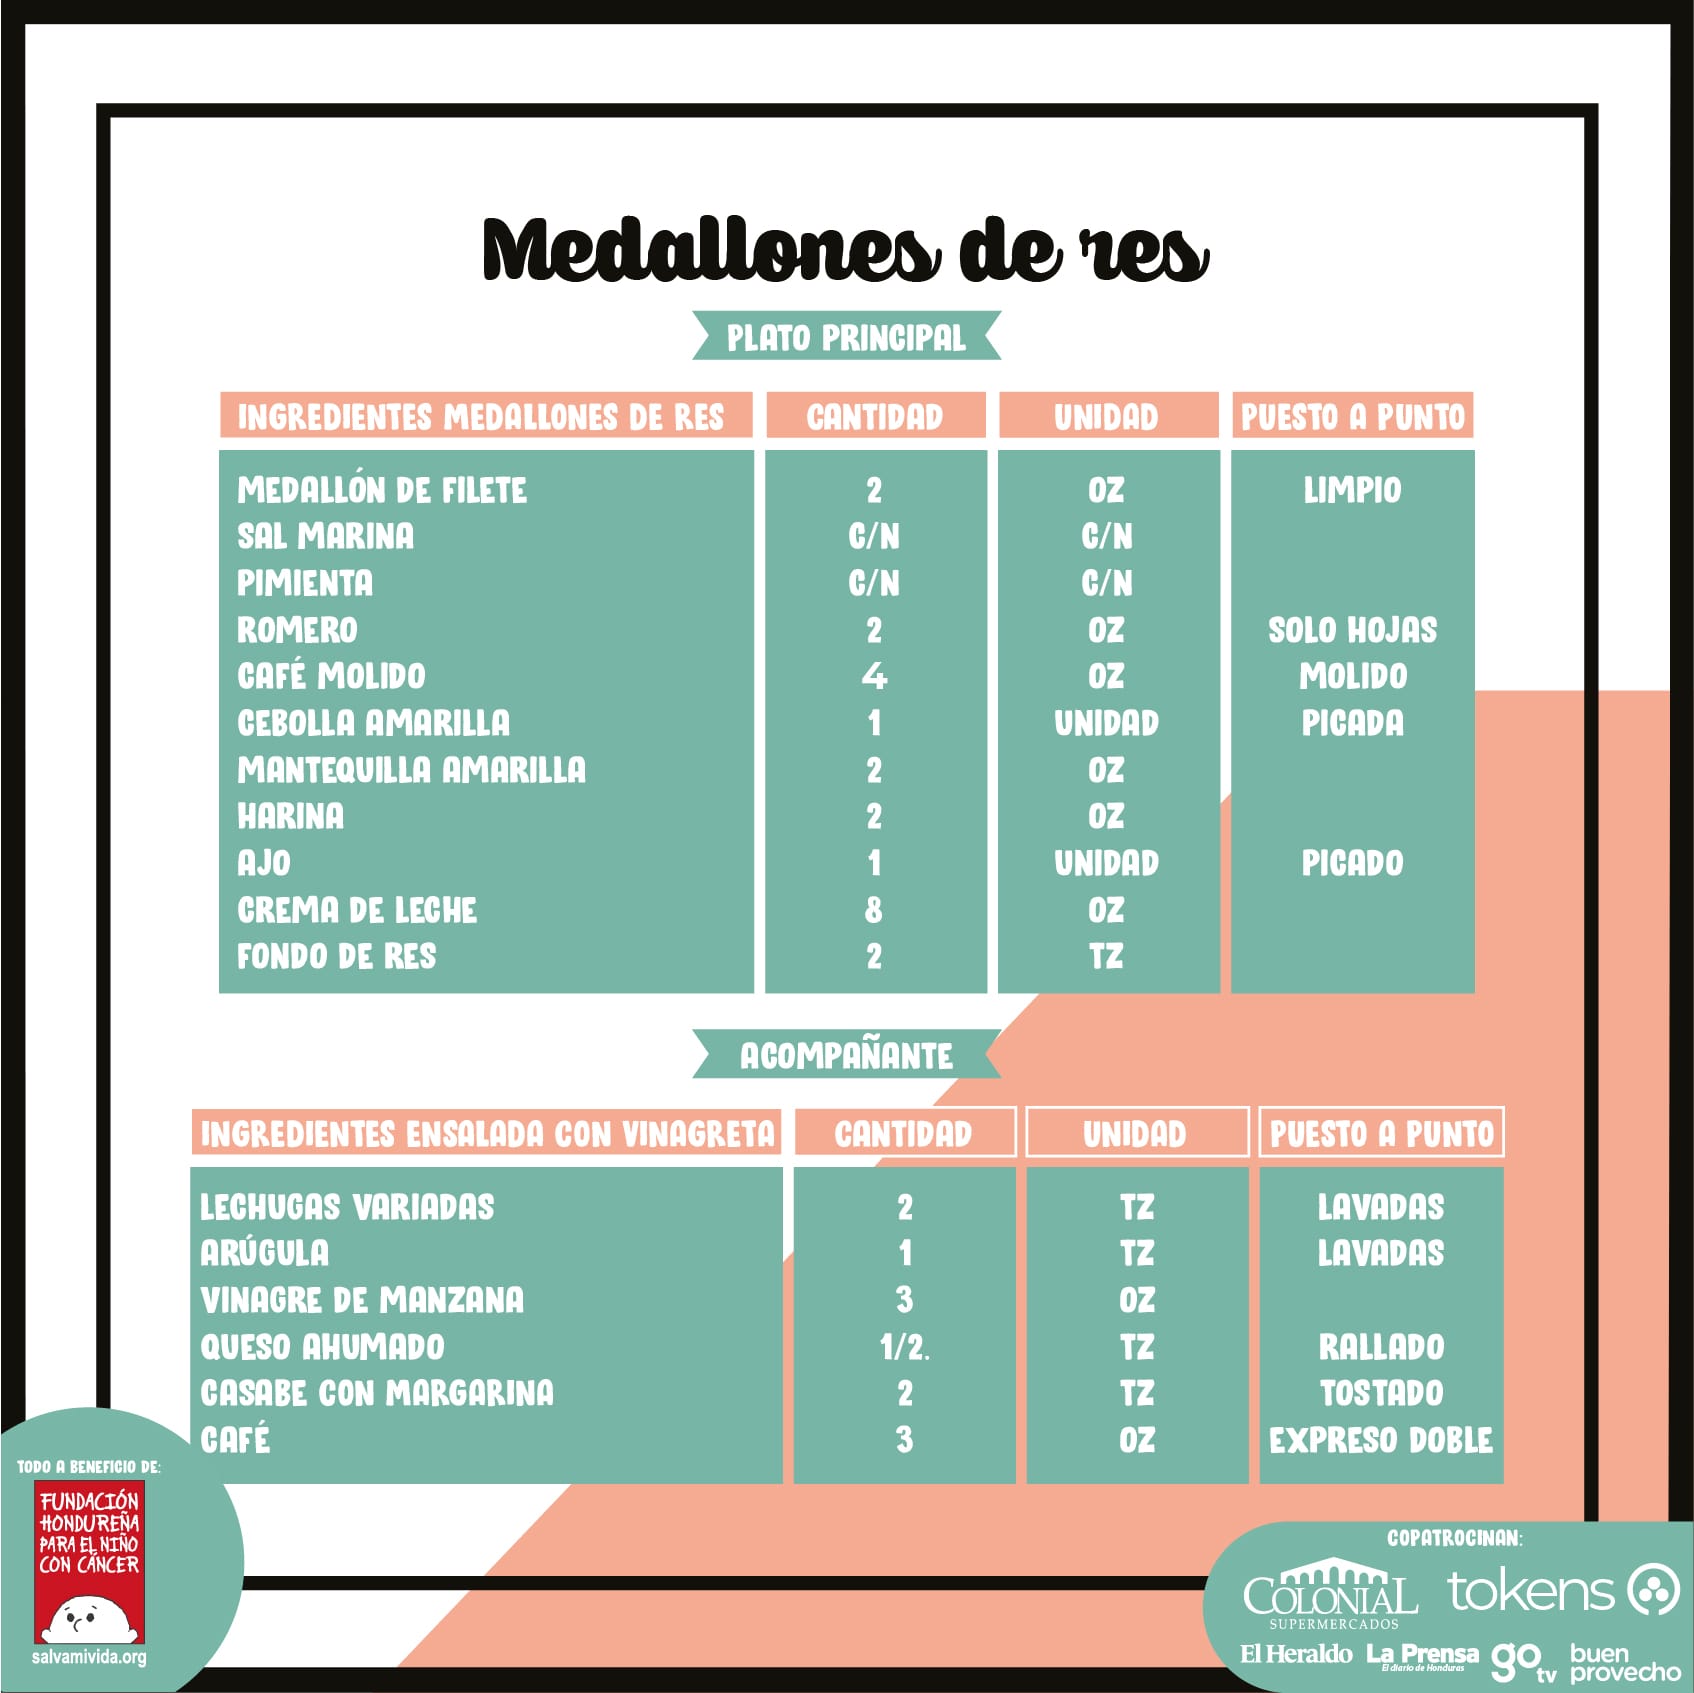 Medallones de res
PLATO PRINCIPAL
INGREDIENTES MEDALLONES DE RES CANTIDAD UNIDAD PUESTO A PUNTO
MEDALLÓN DE FILETE 2 OZ LIMPIO
SAL MARINA C/N C/N
PIMIENTA C/N C/N
ROMERO 2 OZ SOLO HOJAS
CAFÉ MOLIDO 4 OZ MOLIDO
CEBOLLA AMARILLA 1 UNIDAD PICADA
MANTEQUILLA AMARILLA 2 OZ
HARINA 2 OZ
AJO 1 UNIDAD PICADO
CREMA DE LECHE 8 OZ
FONDO DE RES 2 TZ
ACOMPAÑANTE
INGREDIENTES ENSALADA CON VINAGRETA CANTIDAD UNIDAD PUESTO A PUNTO
LECHUGAS VARIADAS 2 TZ LAVADAS
ARÚGULA 1 TZ LAVADAS
VINAGRE DE MANZANA 3 OZ
QUESO AHUMADO 1/2. TZ RALLADO
CASABE CON MARGARINA 2 TZ TOSTADO
CAFÉ 3 OZ EXPRESO DOBLE
TODO A BENEFICIO DE:
FUNDACIÓN
HONDUREÑA
PARA EL NIÑO
CON CÁNCER
salvamivida.org
COPATROCINAN:
COLONIAL
SUPERMERCADOS
tokens
El Heraldo
La Prensa
El diario de Honduras
go tv
buen
provecho